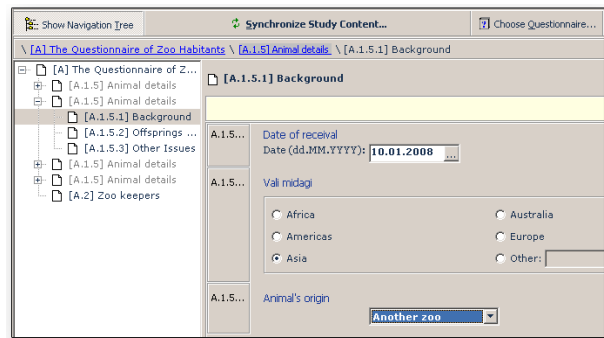 Show Navigation Tree
Synchronize Study Content...
Choose Questionnaire...
\ [A] The Questionnaire of Zoo Habitants \ [A.1.5] Animal details \ [A.1.5.1] Background
[A] The Questionnaire of Z...
[A.1.5] Animal details
[A.1.5] Animal details
[A.1.5.1] Background
[A.1.5.2] Offsprings ...
[A.1.5.3] Other Issues
[A.1.5] Animal details
[A.1.5] Animal details
[A.2] Zoo keepers
[A.1.5.1] Background
A.1.5...
Date of receival
Date (dd.MM.YYYY): 10.01.2008 ...
A.1.5...
Vali midagi
Africa
Australia
Americas
Europe
Asia
Other:
A.1.5...
Animal's origin
Another zoo